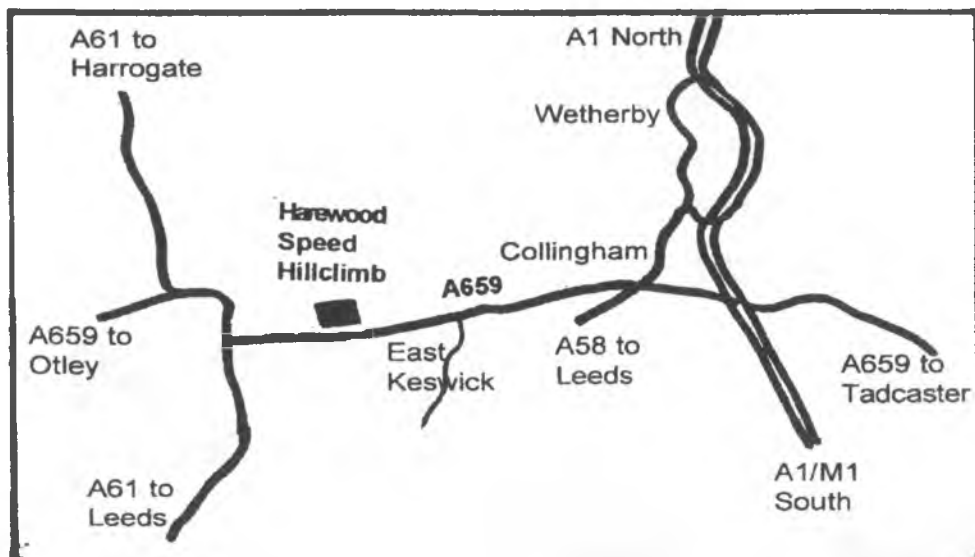 A61 to
Harrogate
A1 North
Wetherby
Harewood
Speed
Hillclimb
Collingham
A659
A659 to
Otley
East
Keswick
A58 to
Leeds
A659 to
Tadcaster
A61 to
Leeds
A1/M1
South